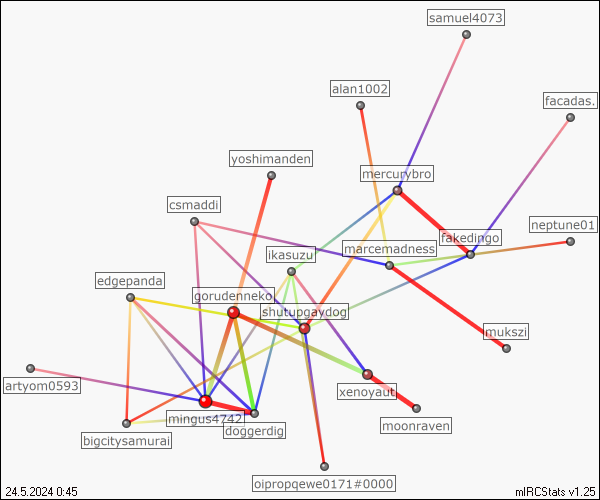 samuel4073
alan1002
facadas.
yoshimanden
mercurybro
csmaddi
neptune01
fakedingo
marcemadness
ikasuzu
edgepanda
gorudenneko
shutupgaydog
mukszi
artyom0593
xenoyaut
mingus4742
moonraven
doggerdig
bigcitysamurai
oipropqewe0171#0000
24.5.2024 0:45
mIRCStats v1.25